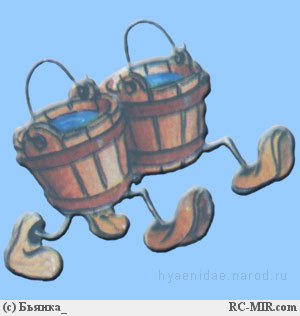 hyaenidae.narod.ru
(c) Бьянка_ RC-MIR.com